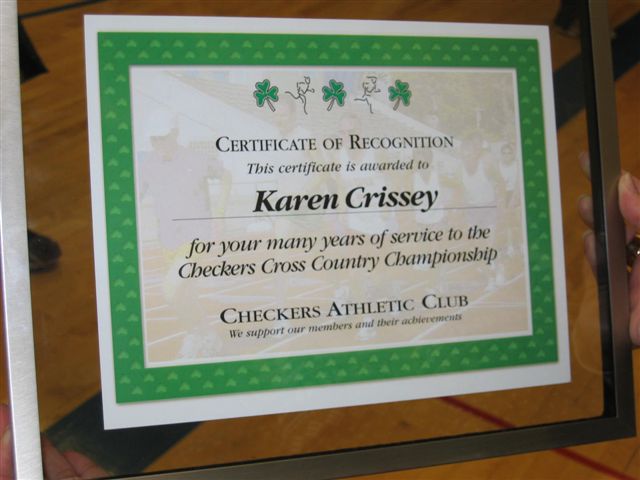 CERTIFICATE OF RECOGNITION
This certificate is awarded to
Karen Crissey
for your many years of service to the
Checkers Cross Country Championship
CHECKERS ATHLETIC CLUB
We support our members and their achievements